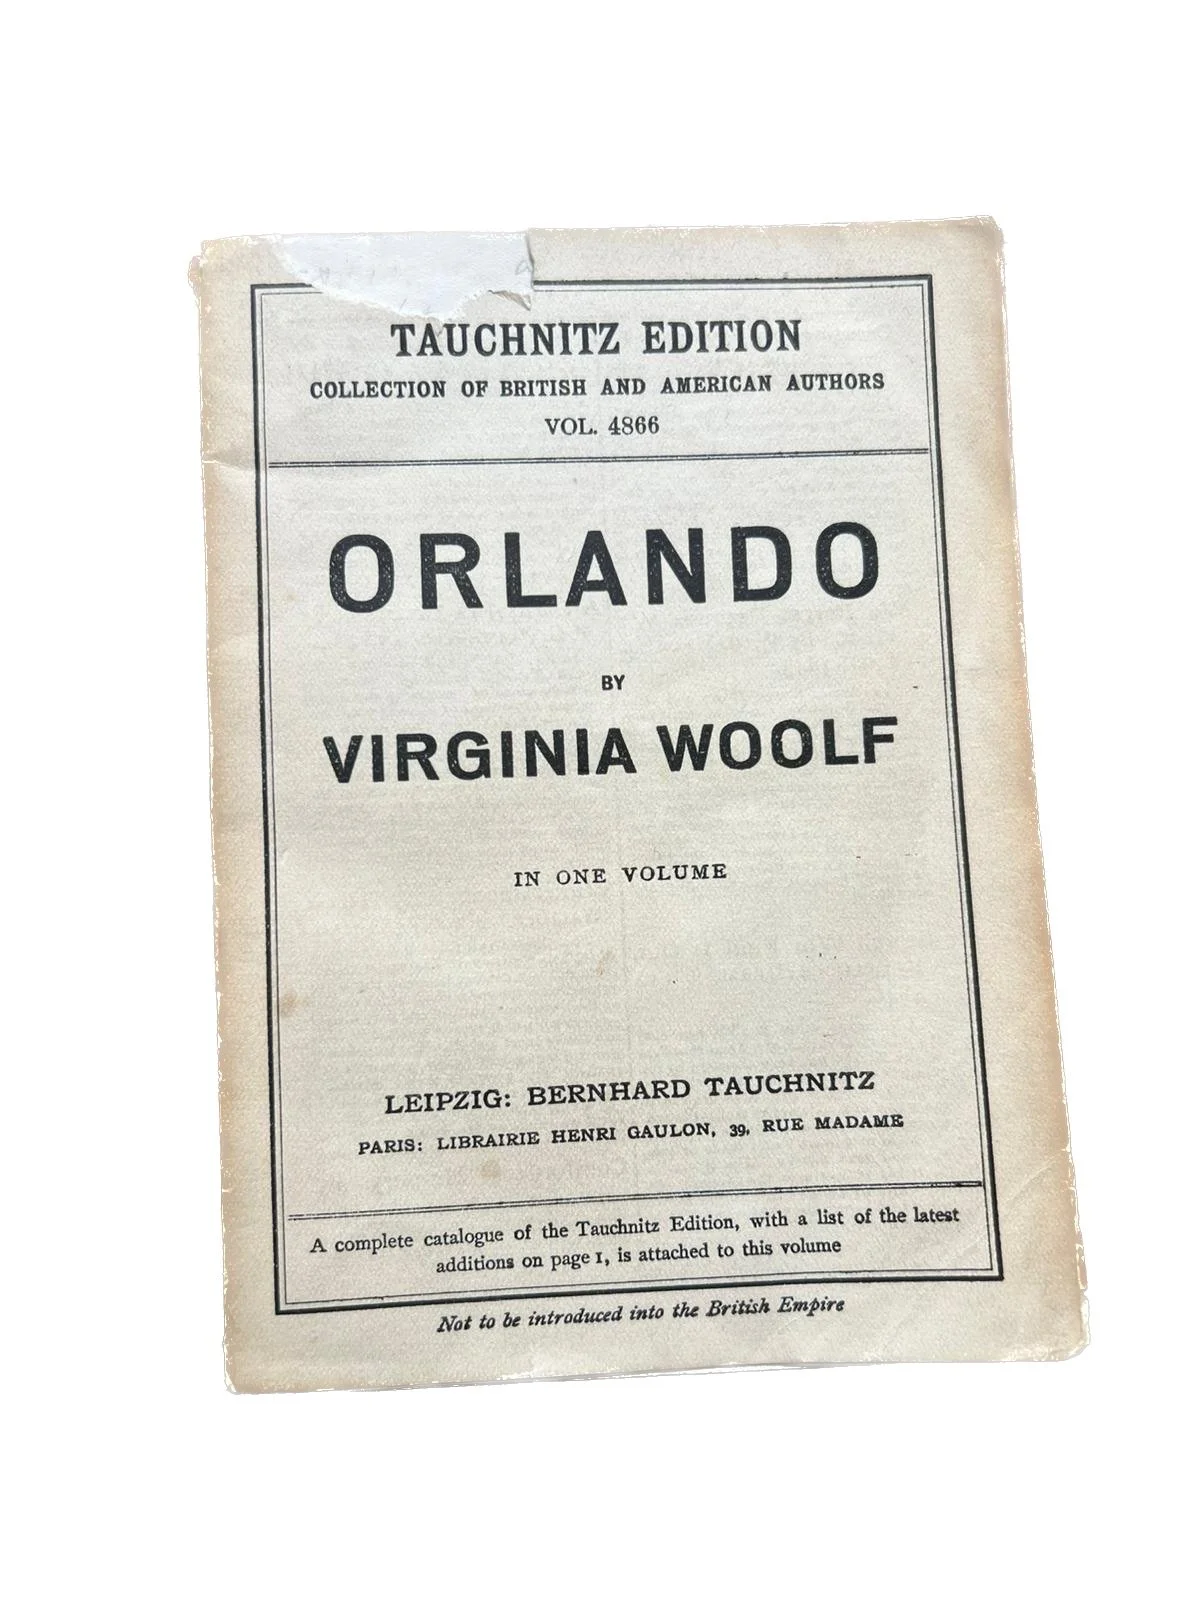 TAUCHNITZ EDITION
COLLECTION OF BRITISH AND AMERICAN AUTHORS
VOL. 4866
ORLANDO
BY
VIRGINIA WOOLF
IN ONE VOLUME
LEIPZIG: BERNHARD TAUCHNITZ
PARIS: LIBRAIRIE HENRI GAULON, 39, RUE MADAME
A complete catalogue of the Tauchnitz Edition, with a list of the latest
additions on page 1, is attached to this volume
Not to be introduced into the British Empire